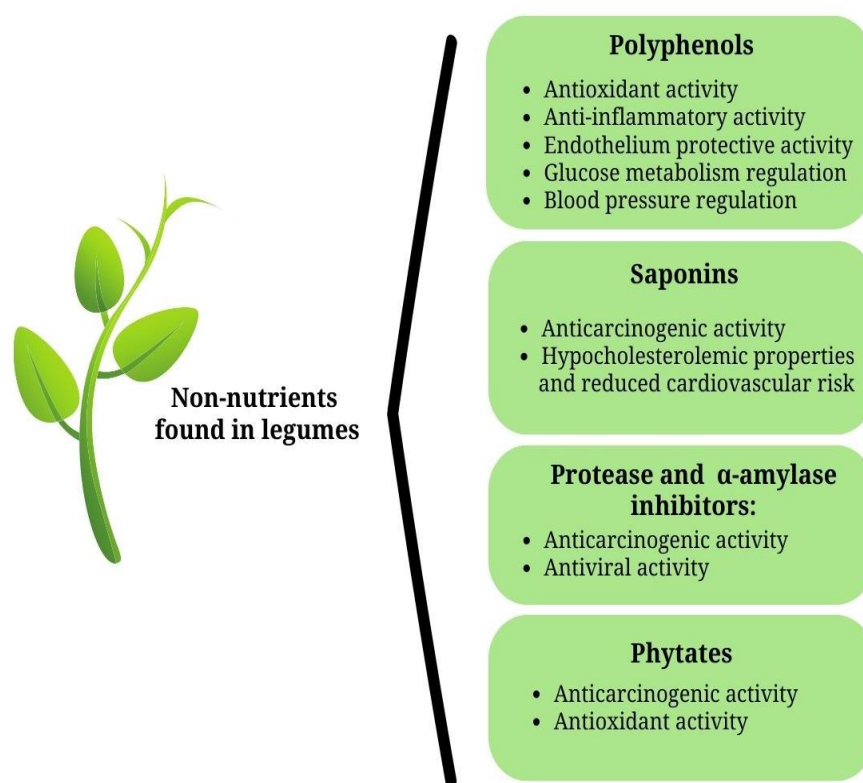 Non-nutrients
found in legumes
Polyphenols
• Antioxidant activity
• Anti-inflammatory activity
• Endothelium protective activity
• Glucose metabolism regulation
• Blood pressure regulation
Saponins
• Anticarcinogenic activity
• Hypocholesterolemic properties
and reduced cardiovascular risk
Protease and α-amylase
inhibitors:
• Anticarcinogenic activity
• Antiviral activity
Phytates
• Anticarcinogenic activity
• Antioxidant activity